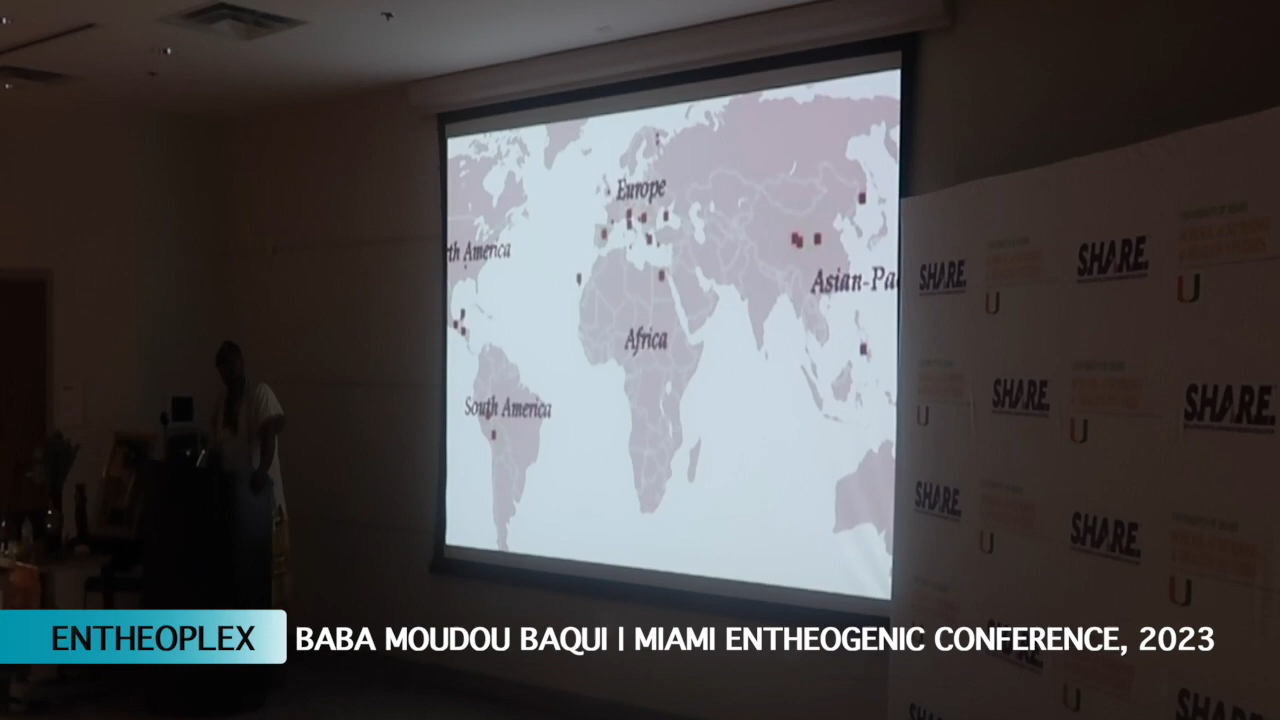 Europe
th America
Asian-Pa
Africa
South America
SHARE.
SHARE.
U
U
SHARE.
SHARE.
U
U
SHARE.
SHARE.
U
U
SHARE.
U
ENTHEOPLEX
BABA MOUDOU BAQUI | MIAMI ENTHEOGENIC CONFERENCE, 2023